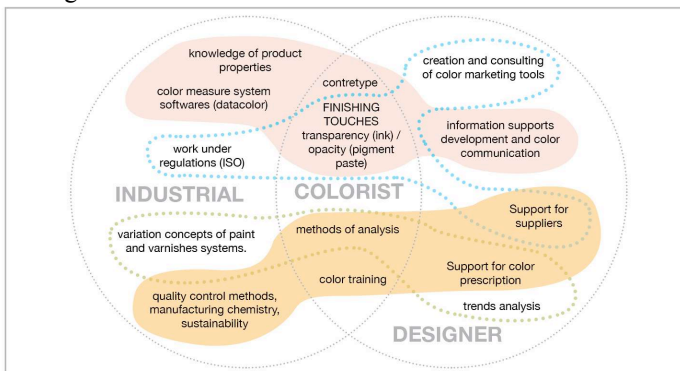 knowledge of product
properties
color measure system
softwares (datacolor)
contretype
FINISHING
TOUCHES
transparency (ink) /
opacity (pigment
paste)
creation and consulting
of color marketing tools
information supports
development and color
communication
work under
regulations (ISO)
INDUSTRIAL
COLORIST
variation concepts of paint
and varnishes systems.
methods of analysis
Support for
suppliers
quality control methods,
manufacturing chemistry,
sustainability
color training
Support for color
prescription
trends analysis
DESIGNER